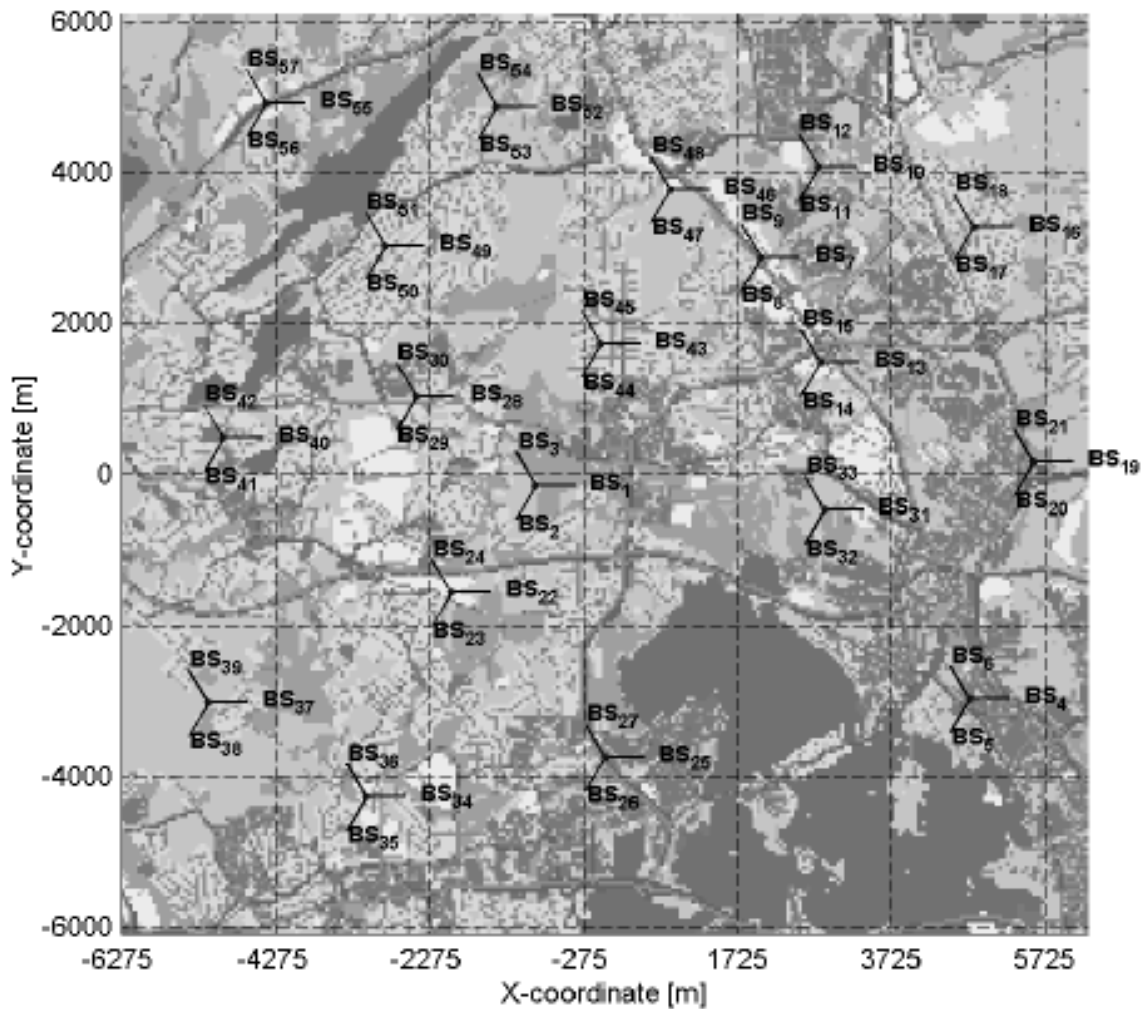 6000
BS57
BS54
BS55
BS52
BS12
BS56
BS53
BS48
4000
BS10
BS18
BS46
BS51
BS11
BS9
BS16
BS47
BS49
BS7
BS17
BS50
BS8
BS45
2000
BS15
BS43
BS30
BS13
BS44
BS42
BS28
BS14
BS21
BS40
BS29
BS3
BS19
0
BS33
BS41
BS1
BS20
BS31
BS2
BS24
BS32
BS22
-2000
BS23
BS39
BS6
BS37
BS4
BS27
BS38
BS5
BS36
BS25
-4000
BS34
BS26
BS35
-6000
-6275 -4275 -2275 -275 1725 3725 5725
X-coordinate [m]
Y-coordinate [m]